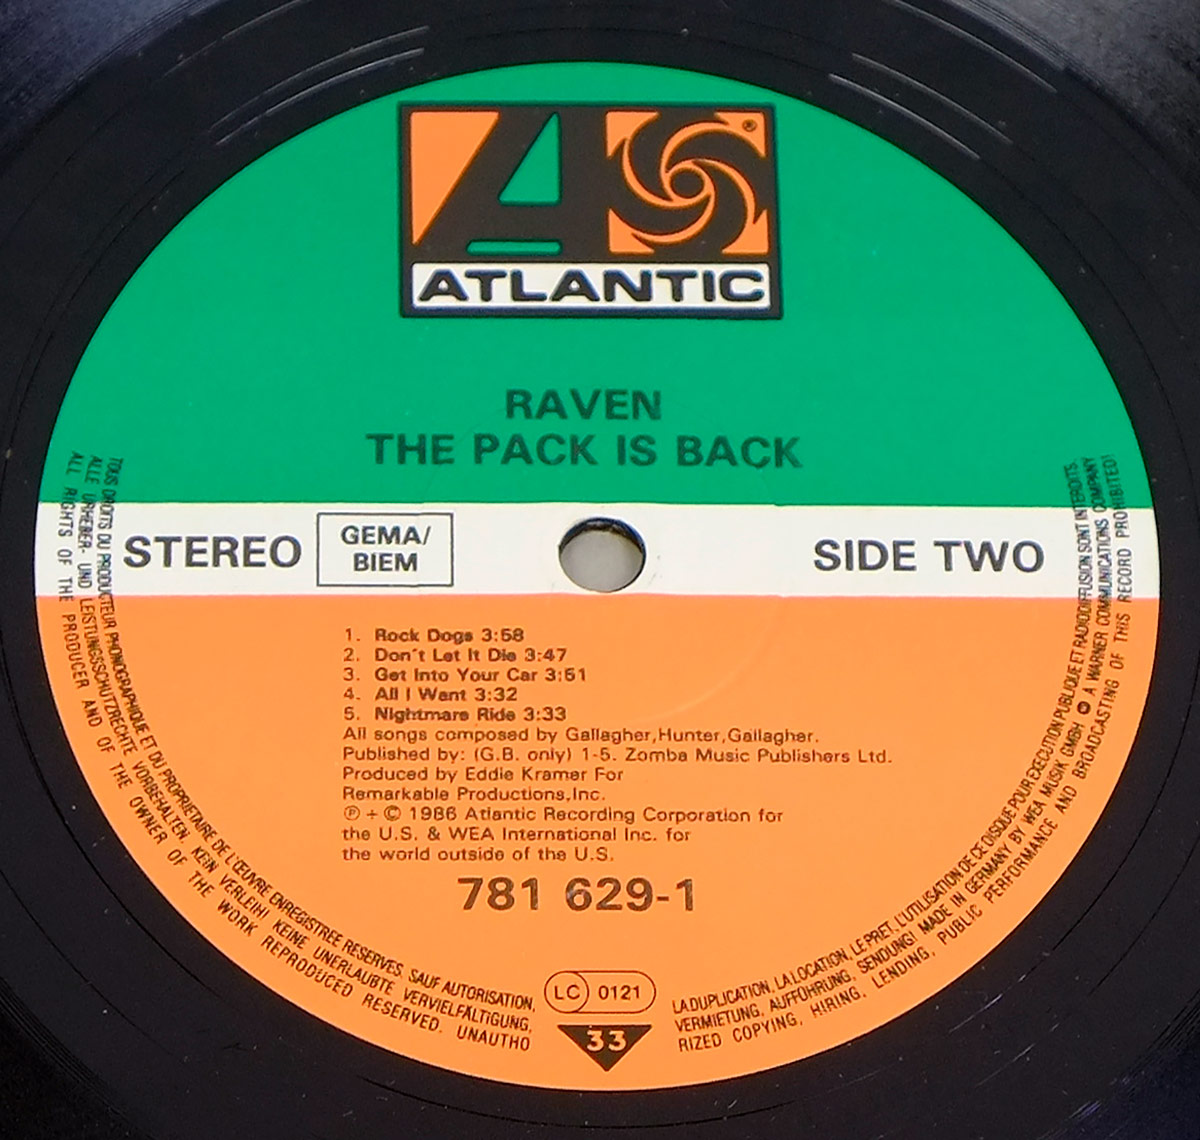 ATLANTIC
®
RAVEN
THE PACK IS BACK
STEREO
GEMA/
BIEM
SIDE TWO
1. Rock Dogs 3:58
2. Don't Let It Die 3:47
3. Get Into Your Car 3:51
4. All I Want 3:32
5. Nightmare Ride 3:33
All songs composed by Gallagher,Hunter,Gallagher.
Published by: (G.B. only) 1-5. Zomba Music Publishers Ltd.
Produced by Eddie Kramer For
Remarkable Productions,Inc.
℗ + © 1986 Atlantic Recording Corporation for
the U.S. & WEA International Inc. for
the world outside of the U.S.
781 629-1
LC 0121
33
TOUS DROITS DU PRODUCTEUR PHONOGRAPHIQUE ET DU PROPRIETAIRE DE L'ŒUVRE ENREGISTREE RESERVES. SAUF AUTORISATION,
LA DUPLICATION, LA LOCATION, LE PRET, L'UTILISATION DE CE DISQUE POUR EXECUTION PUBLIQUE ET RADIODIFFUSION SONT INTERDITS.
ALLE URHEBER- UND LEISTUNGSSCHUTZRECHTE VORBEHALTEN. KEIN VERLEIH! KEINE UNERLAUBTE VERVIELFÄLTIGUNG,
VERMIETUNG, AUFFÜHRUNG, SENDUNG! MADE IN GERMANY BY WEA MUSIK GMBH A WARNER COMMUNICATIONS COMPANY
ALL RIGHTS OF THE PRODUCER AND OF THE OWNER OF THE WORK REPRODUCED RESERVED. UNAUTHO
RIZED COPYING, HIRING, LENDING, PUBLIC PERFORMANCE AND BROADCASTING OF THIS RECORD PROHIBITED!